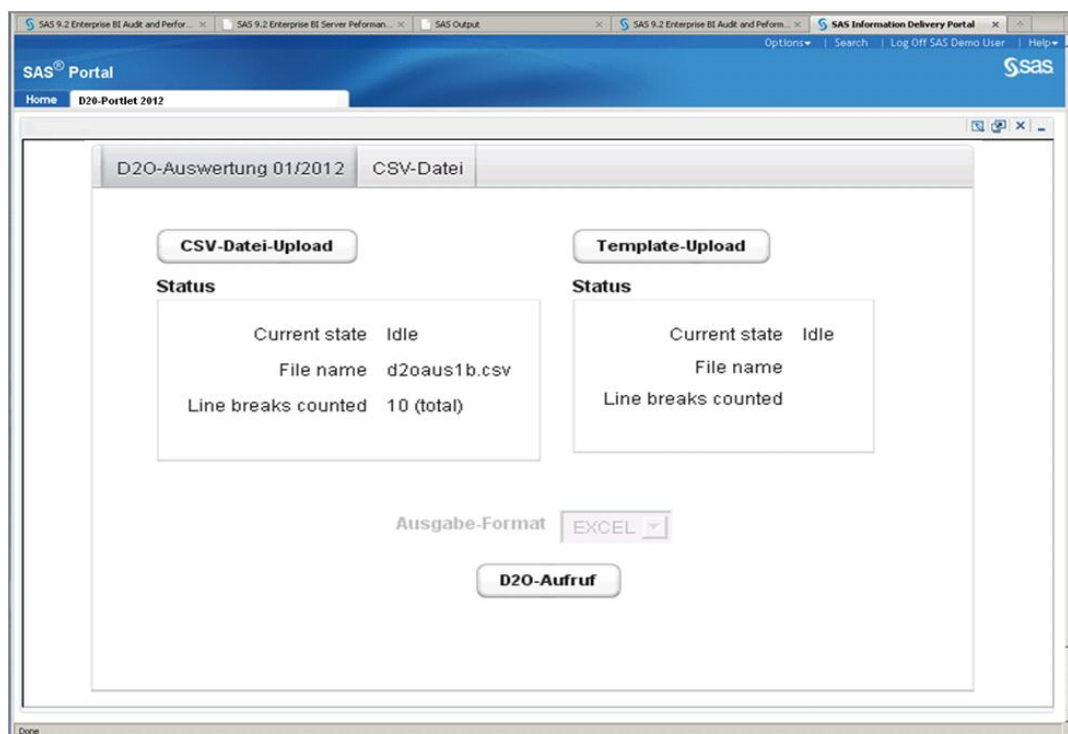 SAS 9.2 Enterprise BI Audit and Perfor...
SAS 9.2 Enterprise BI Server Peforman...
SAS Output
SAS 9.2 Enterprise BI Audit and Peform...
SAS Information Delivery Portal
Options | Search | Log Off SAS Demo User | Help
SAS® Portal
sas
Home
D20-Portlet 2012
D2O-Auswertung 01/2012
CSV-Datei
CSV-Datei-Upload
Template-Upload
Status
Status
Current state Idle
Current state Idle
File name d2oaus1b.csv
File name
Line breaks counted 10 (total)
Line breaks counted
Ausgabe-Format EXCEL
D2O-Aufruf
Done